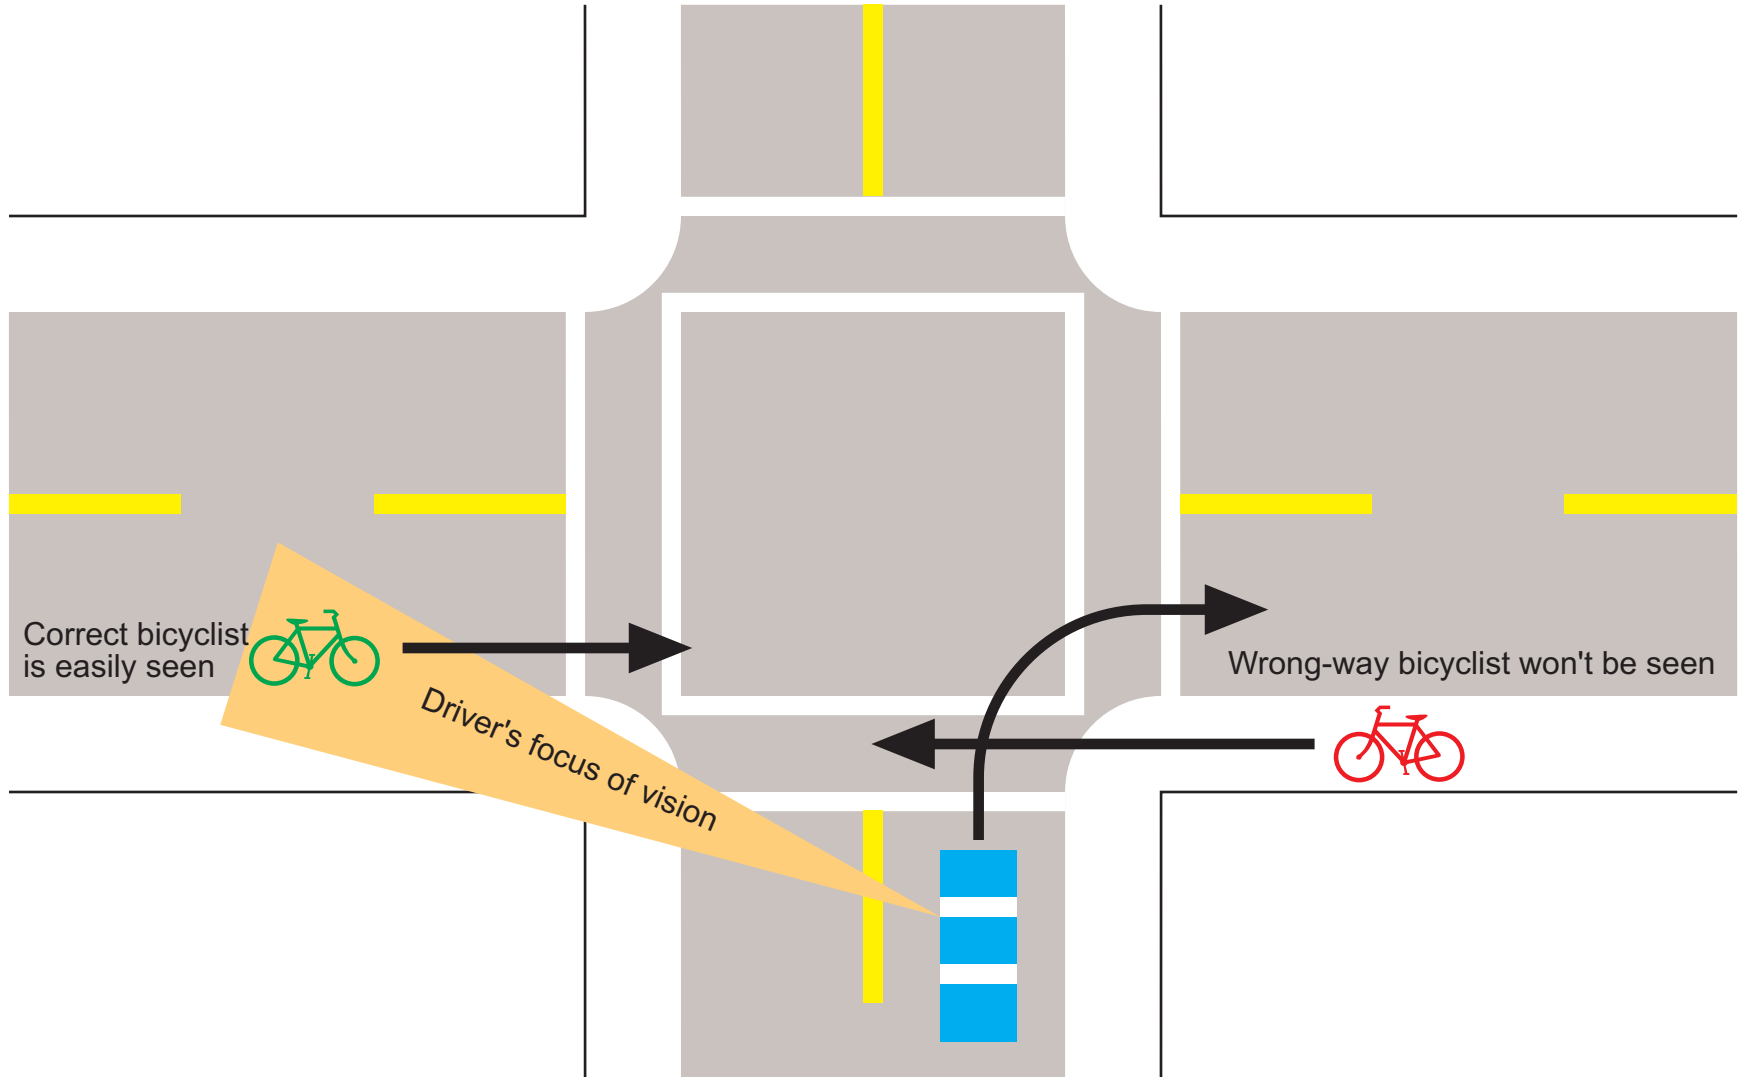 Correct bicyclist
is easily seen
Driver's focus of vision
Wrong-way bicyclist won't be seen